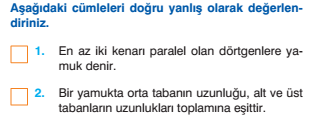 Aşağıdaki cümleleri doğru yanlış olarak değerlen-
diriniz.
1. En az iki kenarı paralel olan dörtgenlere ya-
muk denir.
2. Bir yamukta orta tabanın uzunluğu, alt ve üst
tabanların uzunlukları toplamına eşittir.